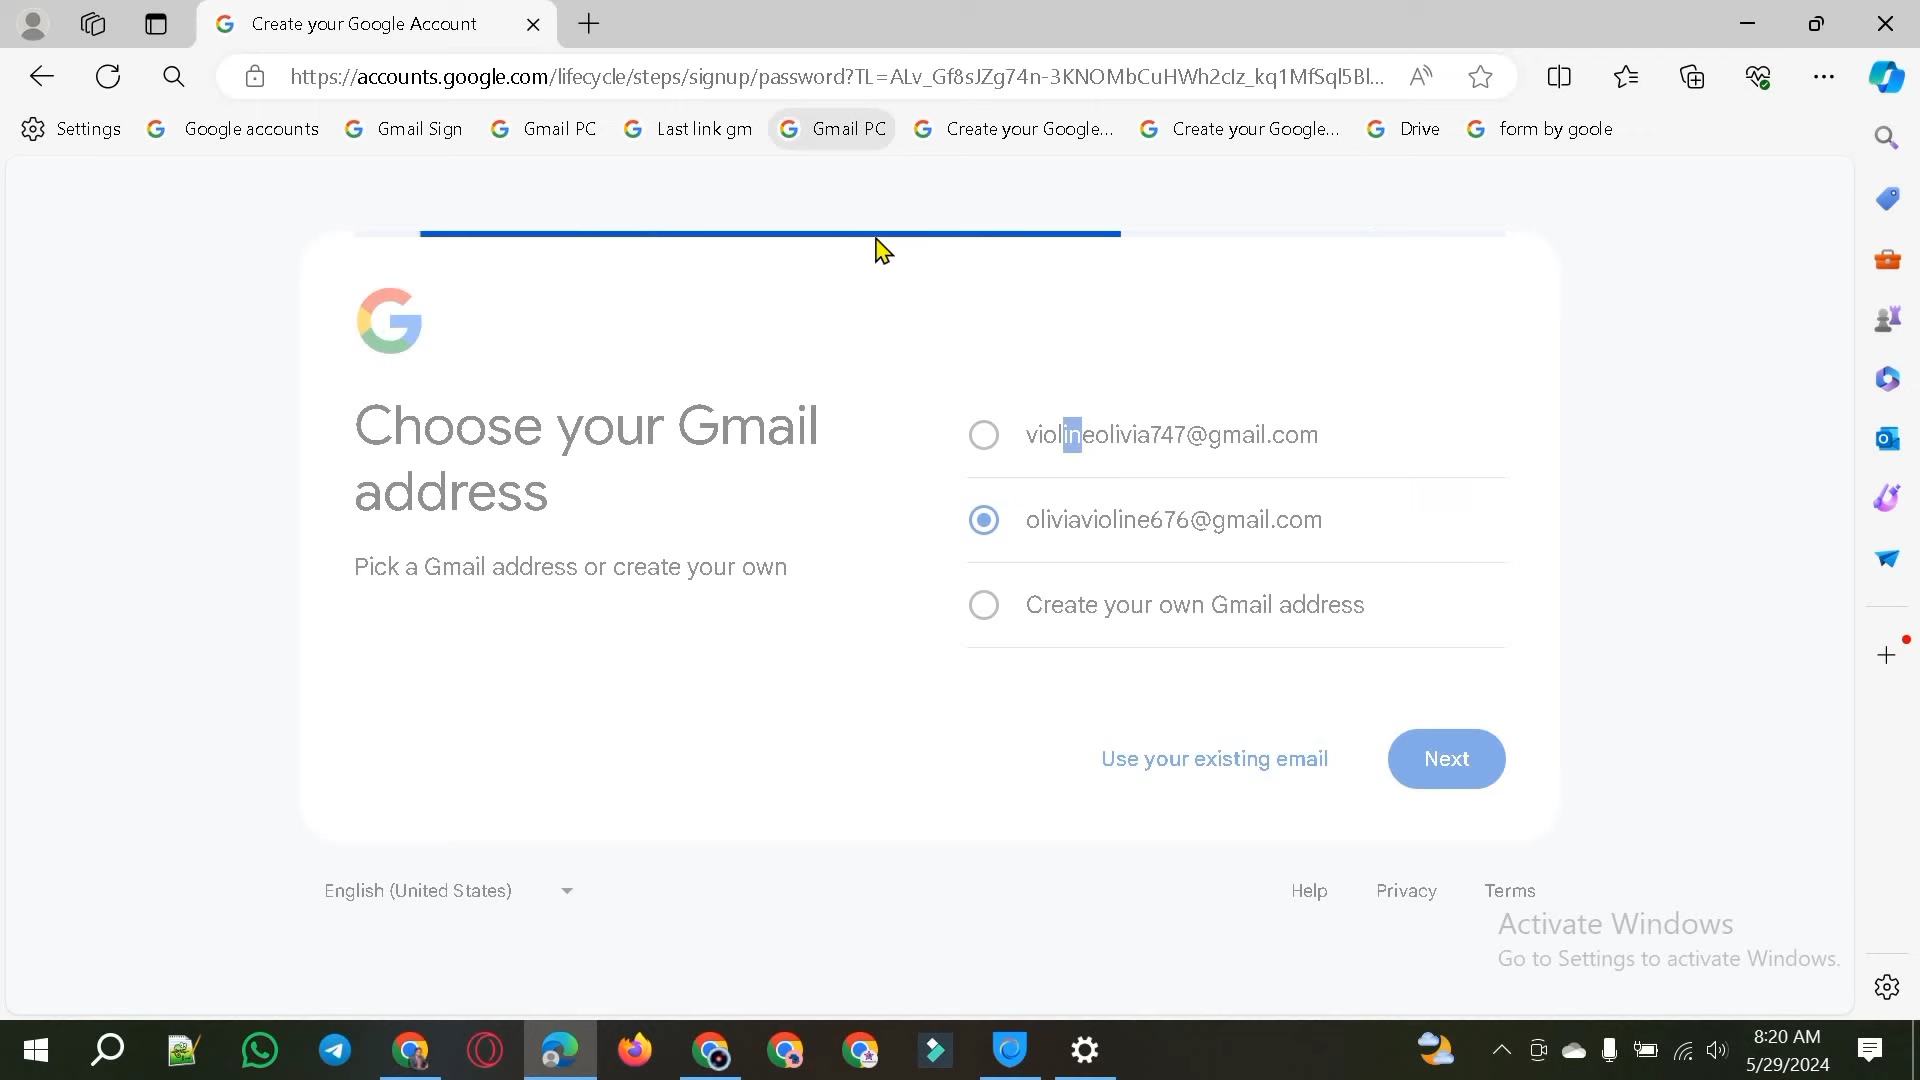 Create your Google Account
https://accounts.google.com/lifecycle/steps/signup/password?TL=ALv_Gf8sJZg74n-3KNOMbCuHWh2cIz_kq1MfSql5Bl...
Settings Google accounts Gmail Sign Gmail PC Last link gm Gmail PC Create your Google... Create your Google... Drive form by goole
Choose your Gmail
address
Pick a Gmail address or create your own
violineolivia747@gmail.com
oliviavioline676@gmail.com
Create your own Gmail address
Use your existing email Next
English (United States) Help Privacy Terms
Activate Windows
Go to Settings to activate Windows.
8:20 AM
5/29/2024